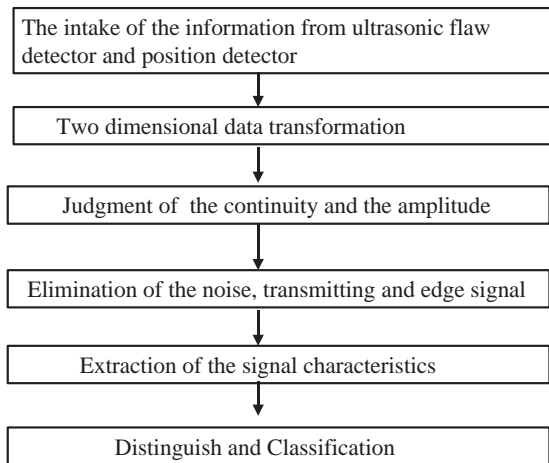 The intake of the information from ultrasonic flaw
detector and position detector
Two dimensional data transformation
Judgment of the continuity and the amplitude
Elimination of the noise, transmitting and edge signal
Extraction of the signal characteristics
Distinguish and Classification